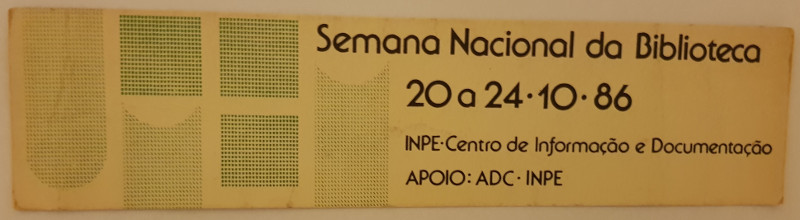 Semana Nacional da Biblioteca
20 a 24·10·86
INPE·Centro de Informação e Documentação
APOIO: ADC·INPE